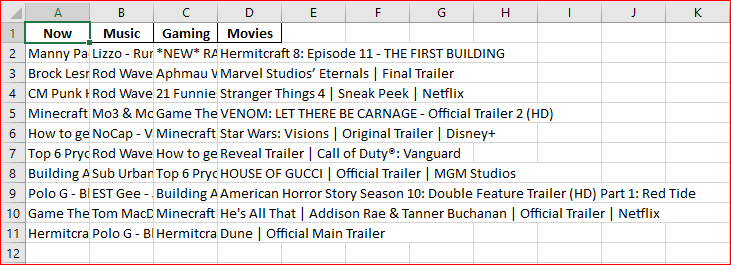 A B C D E F G H I J K
1 Now Music Gaming Movies
2 Manny Pa Lizzo - Rur *NEW* RA Hermitcraft 8: Episode 11 - THE FIRST BUILDING
3 Brock Lesr Rod Wave Aphmau W Marvel Studios’ Eternals | Final Trailer
4 CM Punk H Rod Wave 21 Funnie Stranger Things 4 | Sneak Peek | Netflix
5 Minecraft Mo3 & Mo Game The VENOM: LET THERE BE CARNAGE - Official Trailer 2 (HD)
6 How to ge NoCap - V Minecraft Star Wars: Visions | Original Trailer | Disney+
7 Top 6 Pryc Rod Wave How to ge Reveal Trailer | Call of Duty®: Vanguard
8 Building A Sub Urban Top 6 Pryc HOUSE OF GUCCI | Official Trailer | MGM Studios
9 Polo G - Bl EST Gee - Building A American Horror Story Season 10: Double Feature Trailer (HD) Part 1: Red Tide
10 Game The Tom MacD Minecraft He's All That | Addison Rae & Tanner Buchanan | Official Trailer | Netflix
11 Hermitcra Polo G - Bl Hermitcra Dune | Official Main Trailer
12